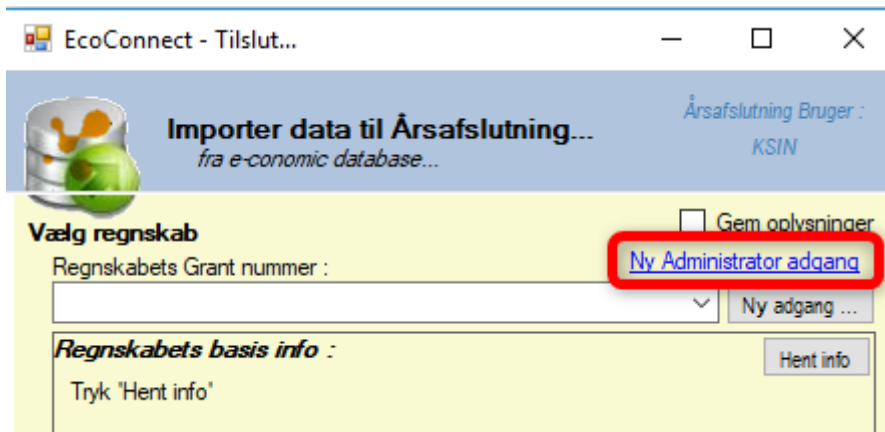 EcoConnect - Tilslut...
Importer data til Årsafslutning...
fra e-conomic database...
Årsafslutning Bruger :
KSIN
Vælg regnskab
Gem oplysninger
Regnskabets Grant nummer :
Ny Administrator adgang
Ny adgang ...
Regnskabets basis info :
Hent info
Tryk 'Hent info'